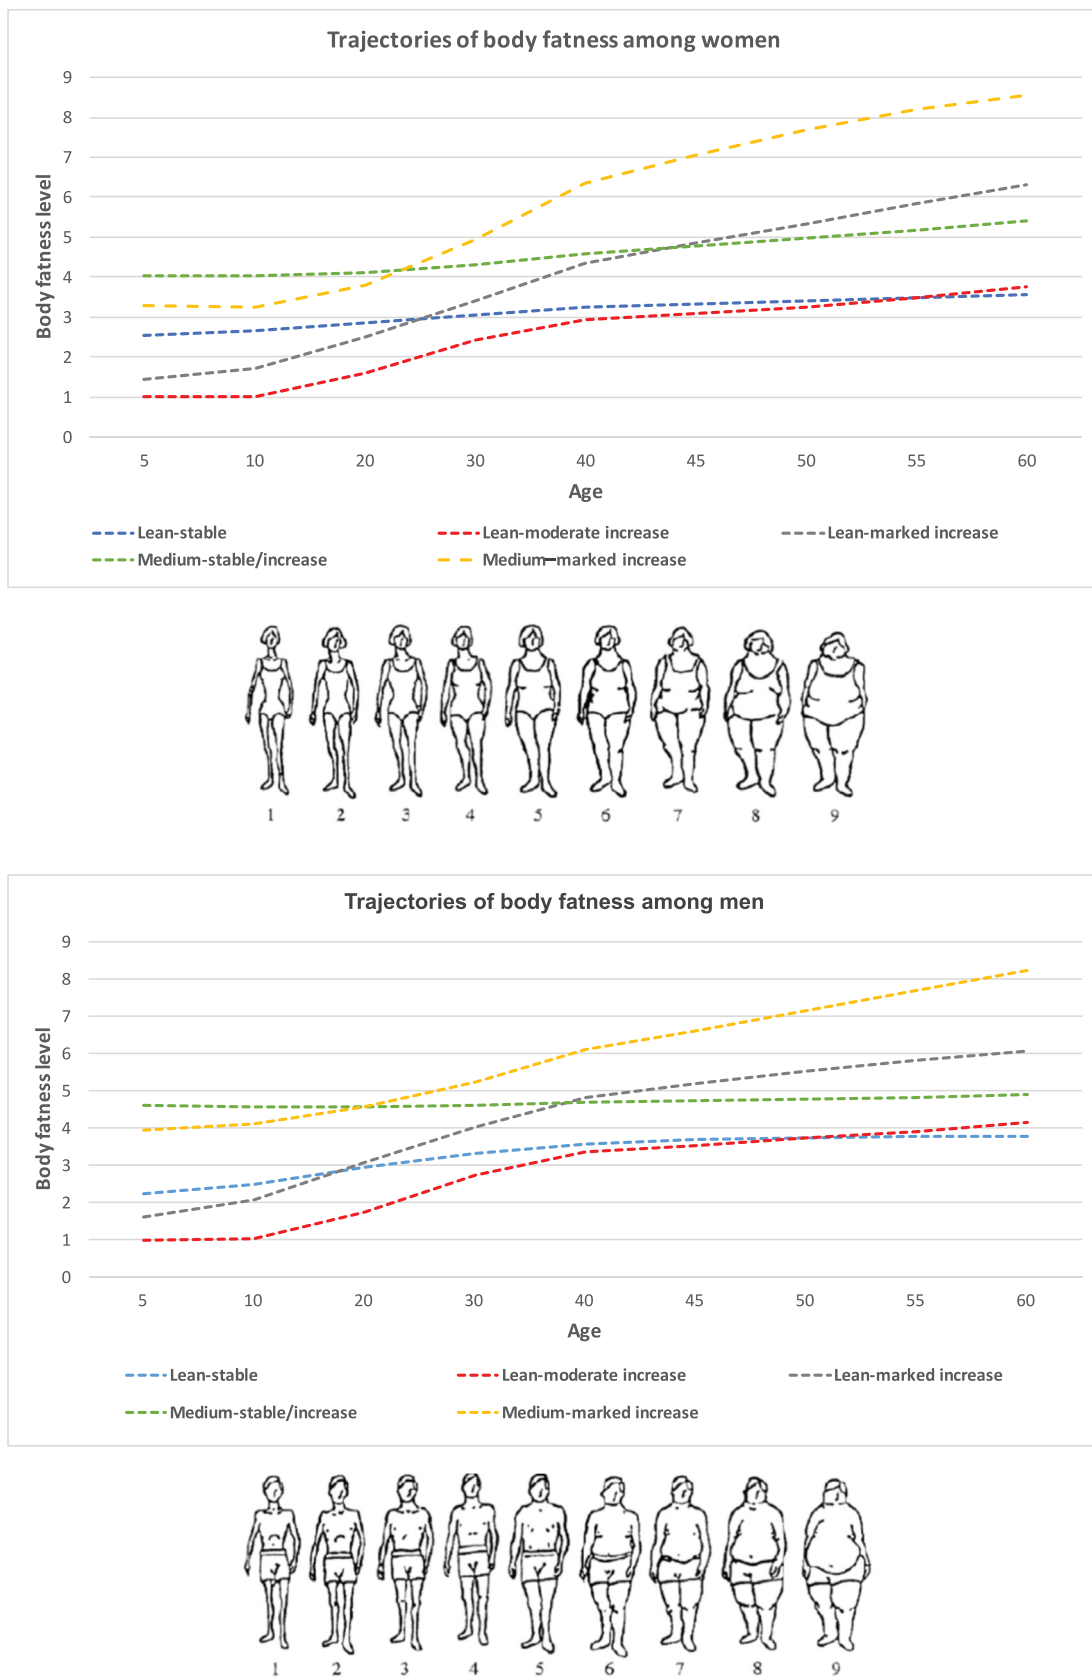 Trajectories of body fatness among women
9
8
7
6
5
4
3
2
1
0
Body fatness level
5 10 20 30 40 45 50 55 60
Age
Lean-stable Lean-moderate increase Lean-marked increase
Medium-stable/increase Medium–marked increase
1 2 3 4 5 6 7 8 9
Trajectories of body fatness among men
9
8
7
6
5
4
3
2
1
0
Body fatness level
5 10 20 30 40 45 50 55 60
Age
Lean-stable Lean-moderate increase Lean-marked increase
Medium-stable/increase Medium-marked increase
1 2 3 4 5 6 7 8 9